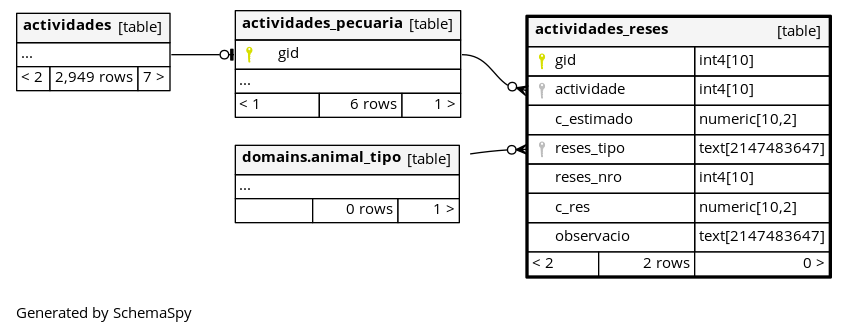 actividades [table]
...
< 2 2,949 rows 7 >
actividades_pecuaria [table]
gid
...
< 1 6 rows 1 >
domains.animal_tipo [table]
...
0 rows 1 >
actividades_reses [table]
gid int4[10]
actividade int4[10]
c_estimado numeric[10,2]
reses_tipo text[2147483647]
reses_nro int4[10]
c_res numeric[10,2]
observacio text[2147483647]
< 2 2 rows 0 >
Generated by SchemaSpy